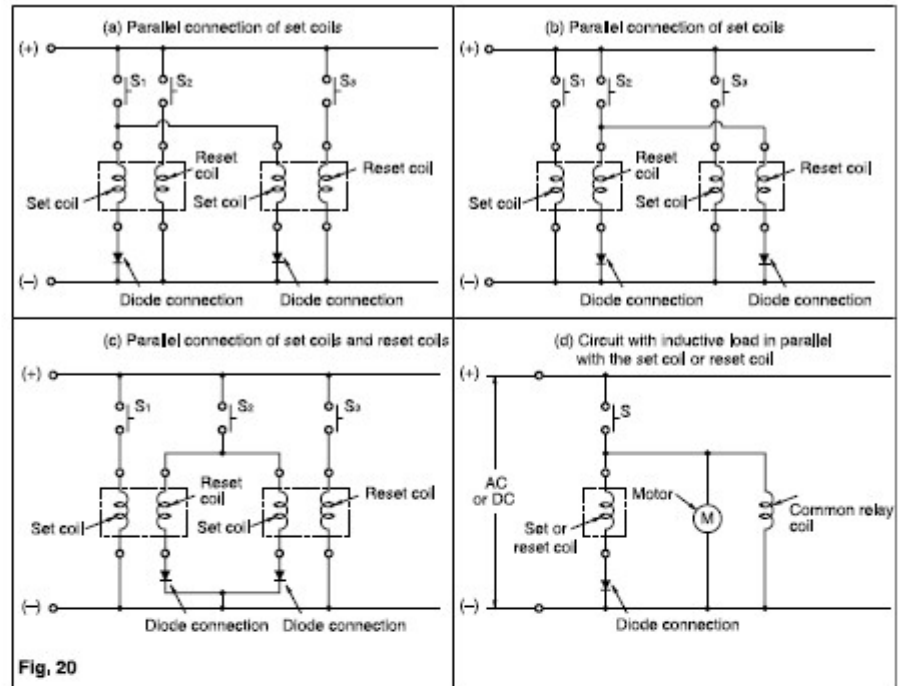 (a) Parallel connection of set coils
(+)
S1
S2
S3
Reset
coil
Reset coil
Set coil
Set coil
(−)
Diode connection
Diode connection
(b) Parallel connection of set coils
(+)
S1
S2
S3
Reset
coil
Reset coil
Set coil
Set coil
(−)
Diode connection
Diode connection
(c) Parallel connection of set coils and reset coils
(+)
S1
S2
S3
Reset
coil
Reset coil
Set coil
Set coil
(−)
Diode connection
Diode connection
(d) Circuit with inductive load in parallel
with the set coil or reset coil
(+)
S
AC
or DC
Motor
M
Common relay
coil
Set or
reset coil
(−)
Diode connection
Fig. 20